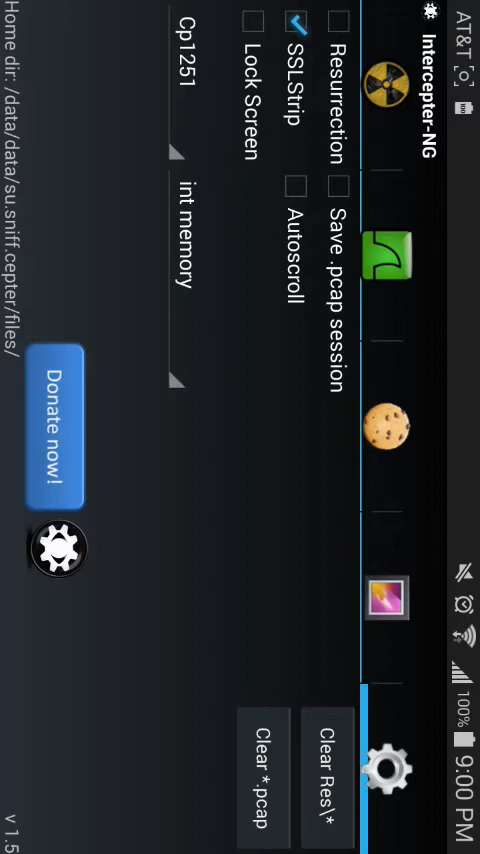 AT&T
100%
9:00 PM
Intercepter-NG
Resurrection
Save .pcap session
Clear Res\*
SSLStrip
Autoscroll
Clear *.pcap
Lock Screen
Cp1251
int memory
Donate now!
Home dir: /data/data/su.sniff.cepter/files/
v 1.5